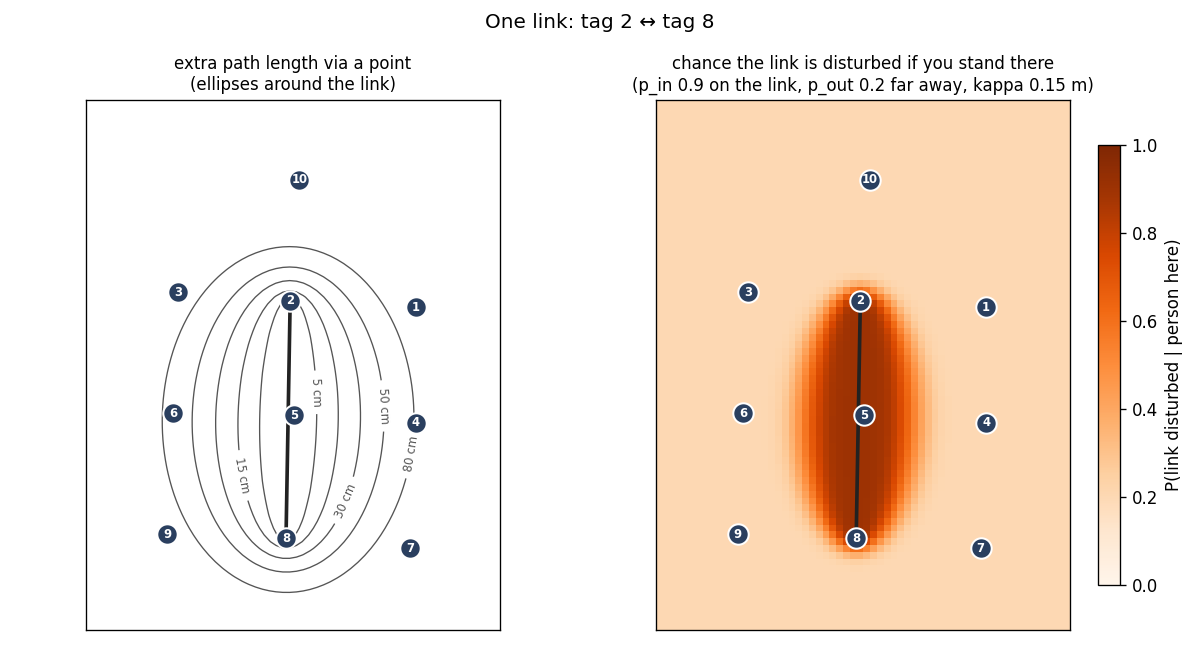 One link: tag 2 ↔ tag 8
extra path length via a point
(ellipses around the link)
10
3
2
1
5 cm
50 cm
6
5
4
80 cm
15 cm
30 cm
9
8
7
chance the link is disturbed if you stand there
(p_in 0.9 on the link, p_out 0.2 far away, kappa 0.15 m)
10
3
2
1
6
5
4
9
8
7
1.0
0.8
0.6
0.4
0.2
0.0
P(link disturbed | person here)